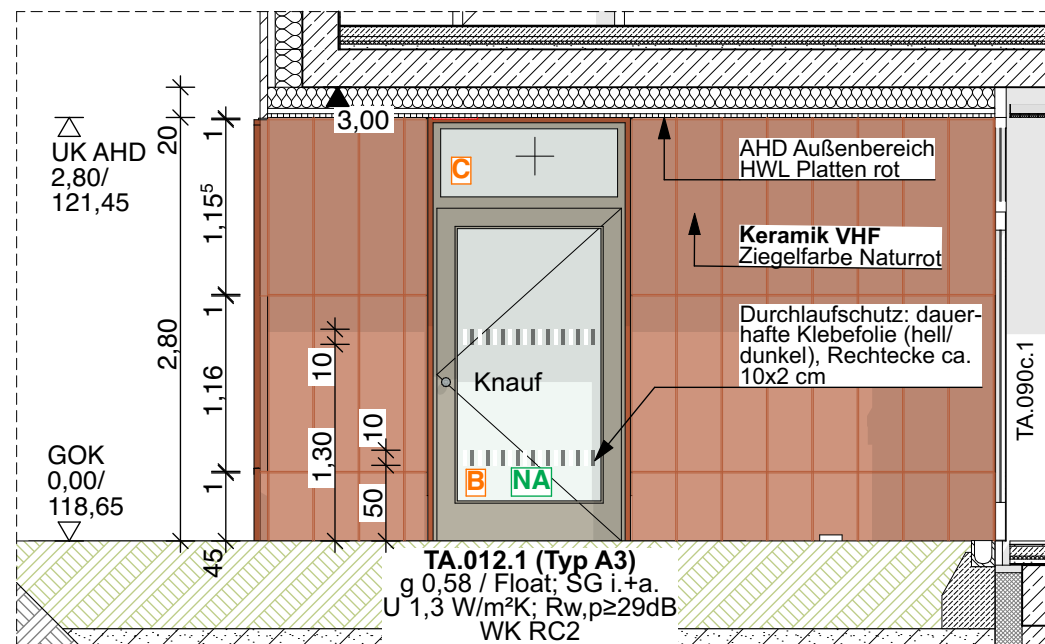 3,00
UK AHD
2,80/
121,45
20
1
1,15⁵
2,80
1
1,16
10
1,30
10
50
1
45
GOK
0,00/
118,65
C
AHD Außenbereich
HWL Platten rot
Keramik VHF
Ziegelfarbe Naturrot
Durchlaufschutz: dauer-
hafte Klebefolie (hell/
dunkel), Rechtecke ca.
10x2 cm
Knauf
B
NA
TA.090c.1
TA.012.1 (Typ A3)
g 0,58 / Float; SG i.+a.
U 1,3 W/m²K; Rw,p≥29dB
WK RC2